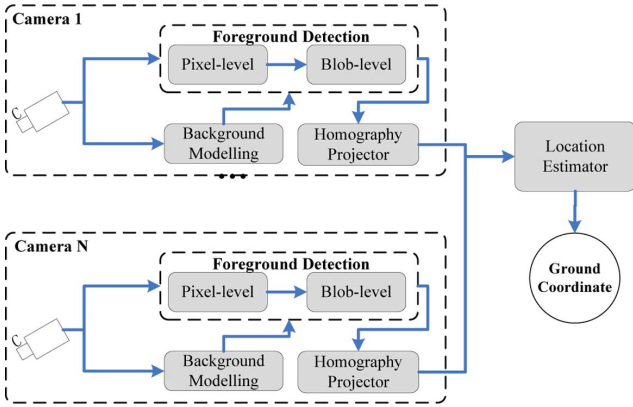 Camera 1
Foreground Detection
Pixel-level
Blob-level
Background
Modelling
Homography
Projector
...
Location
Estimator
Ground
Coordinate
Camera N
Foreground Detection
Pixel-level
Blob-level
Background
Modelling
Homography
Projector